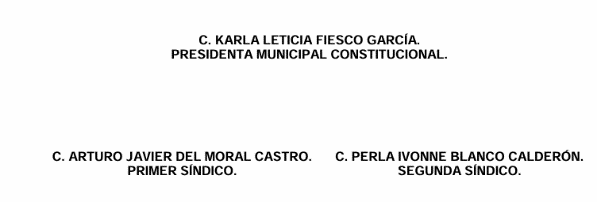 C. KARLA LETICIA FIESCO GARCÍA.
PRESIDENTA MUNICIPAL CONSTITUCIONAL.
C. ARTURO JAVIER DEL MORAL CASTRO.
PRIMER SÍNDICO.
C. PERLA IVONNE BLANCO CALDERÓN.
SEGUNDA SÍNDICO.